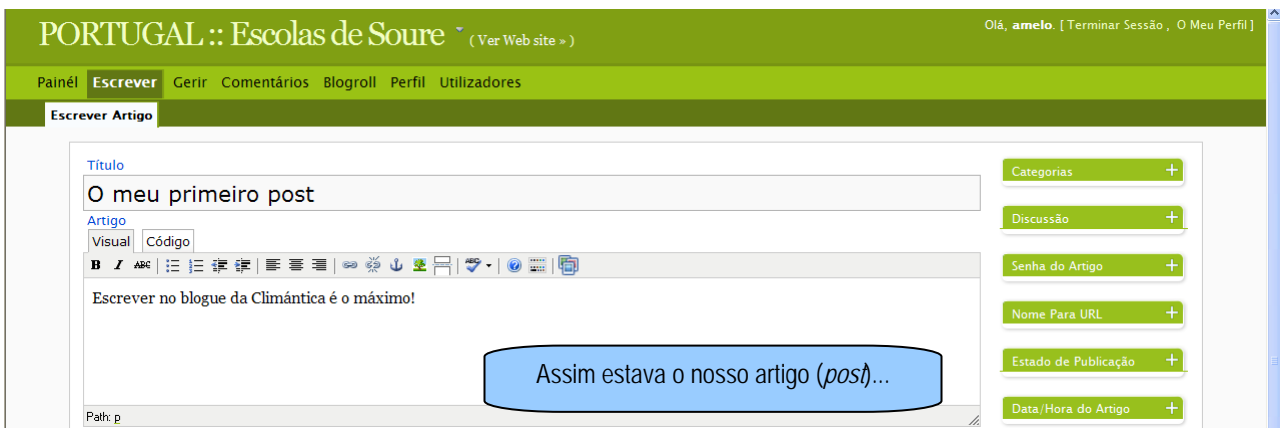 PORTUGAL :: Escolas de Soure ( Ver Web site » )
Olá, amelo. [ Terminar Sessão , O Meu Perfil ]
Painél Escrever Gerir Comentários Blogroll Perfil Utilizadores
Escrever Artigo
Título
O meu primeiro post
Artigo
Visual Código
B I ABC ABC
Escrever no blogue da Climántica é o máximo!
Assim estava o nosso artigo (post)...
Path: p
Categorias +
Discussão +
Senha do Artigo +
Nome Para URL +
Estado de Publicação +
Data/Hora do Artigo +